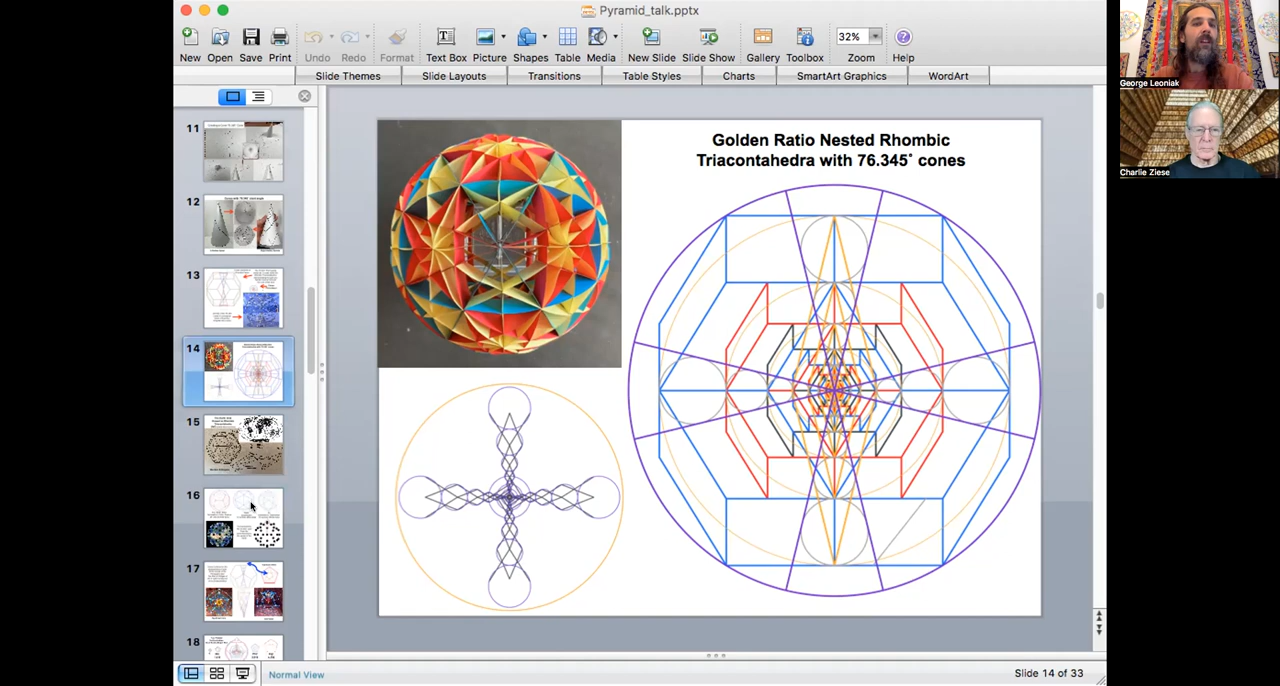 Pyramid_talk.pptx
New Open Save Print Undo Redo Format Text Box Picture Shapes Table Media New Slide Slide Show Gallery Toolbox Zoom Help
32%
Slide Themes Slide Layouts Transitions Table Styles Charts SmartArt Graphics WordArt
11
12
13
14
15
16
17
18
Golden Ratio Nested Rhombic
Triacontahedra with 76.345° cones
Normal View
Slide 14 of 33
George Leoniak
Charlie Ziese